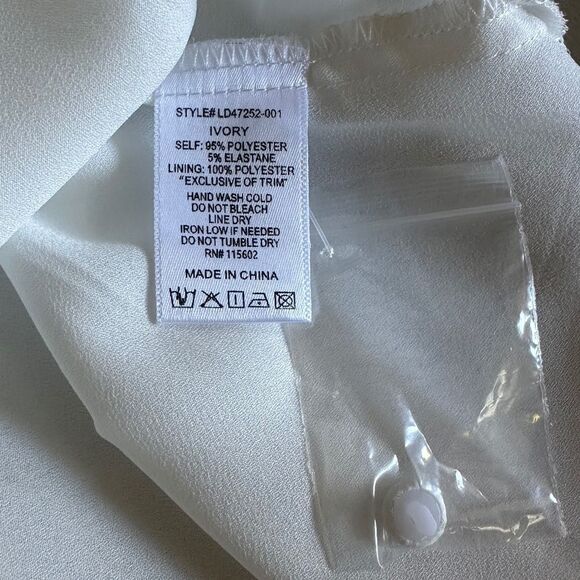 STYLE# LD47252-001
IVORY
SELF: 95% POLYESTER
5% ELASTANE
LINING: 100% POLYESTER
"EXCLUSIVE OF TRIM"
HAND WASH COLD
DO NOT BLEACH
LINE DRY
IRON LOW IF NEEDED
DO NOT TUMBLE DRY
RN# 115602
MADE IN CHINA